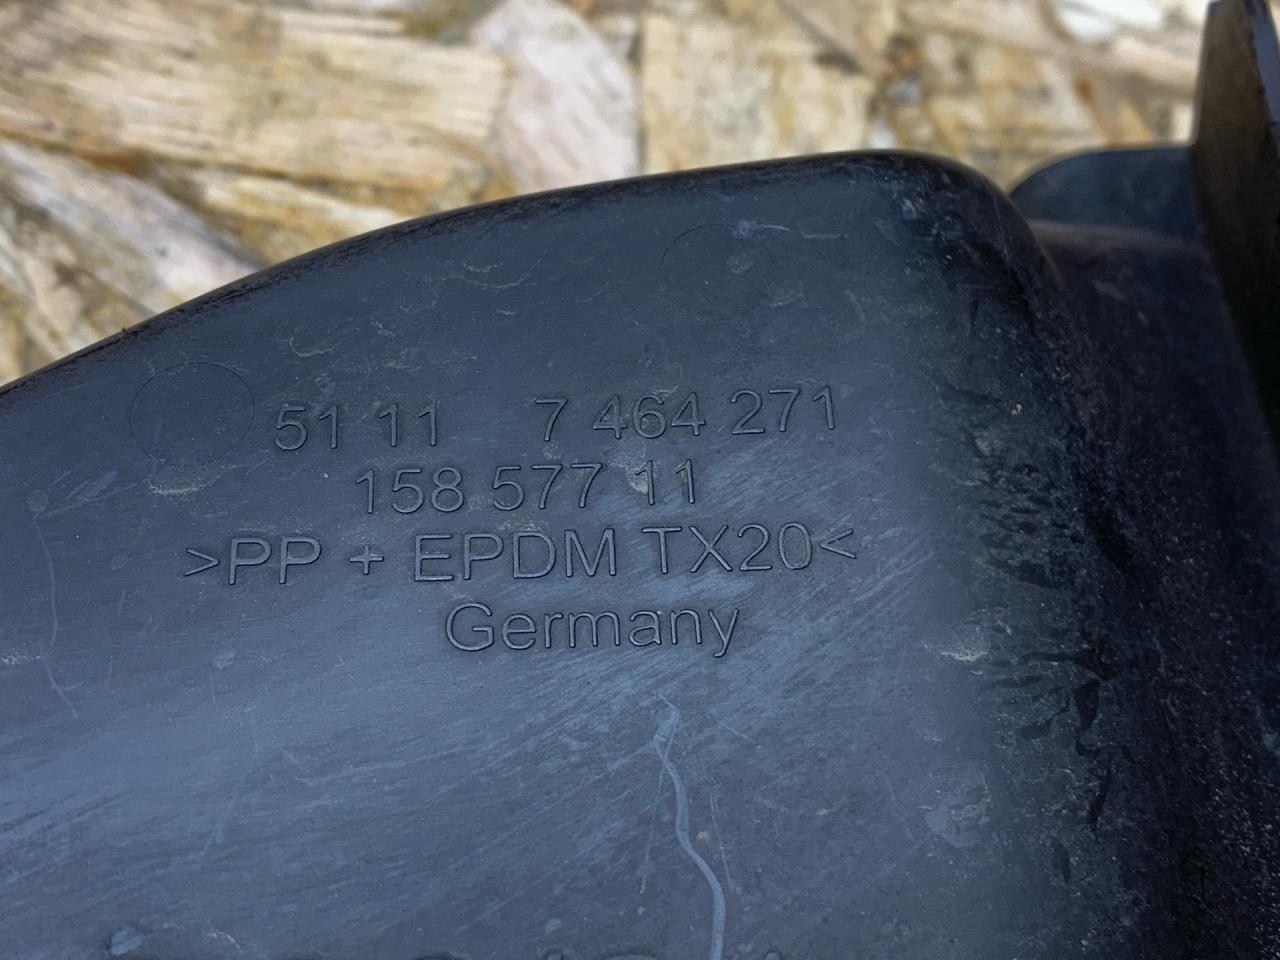 51 11 7 464 271
158 577 11
>PP + EPDM TX20<
Germany